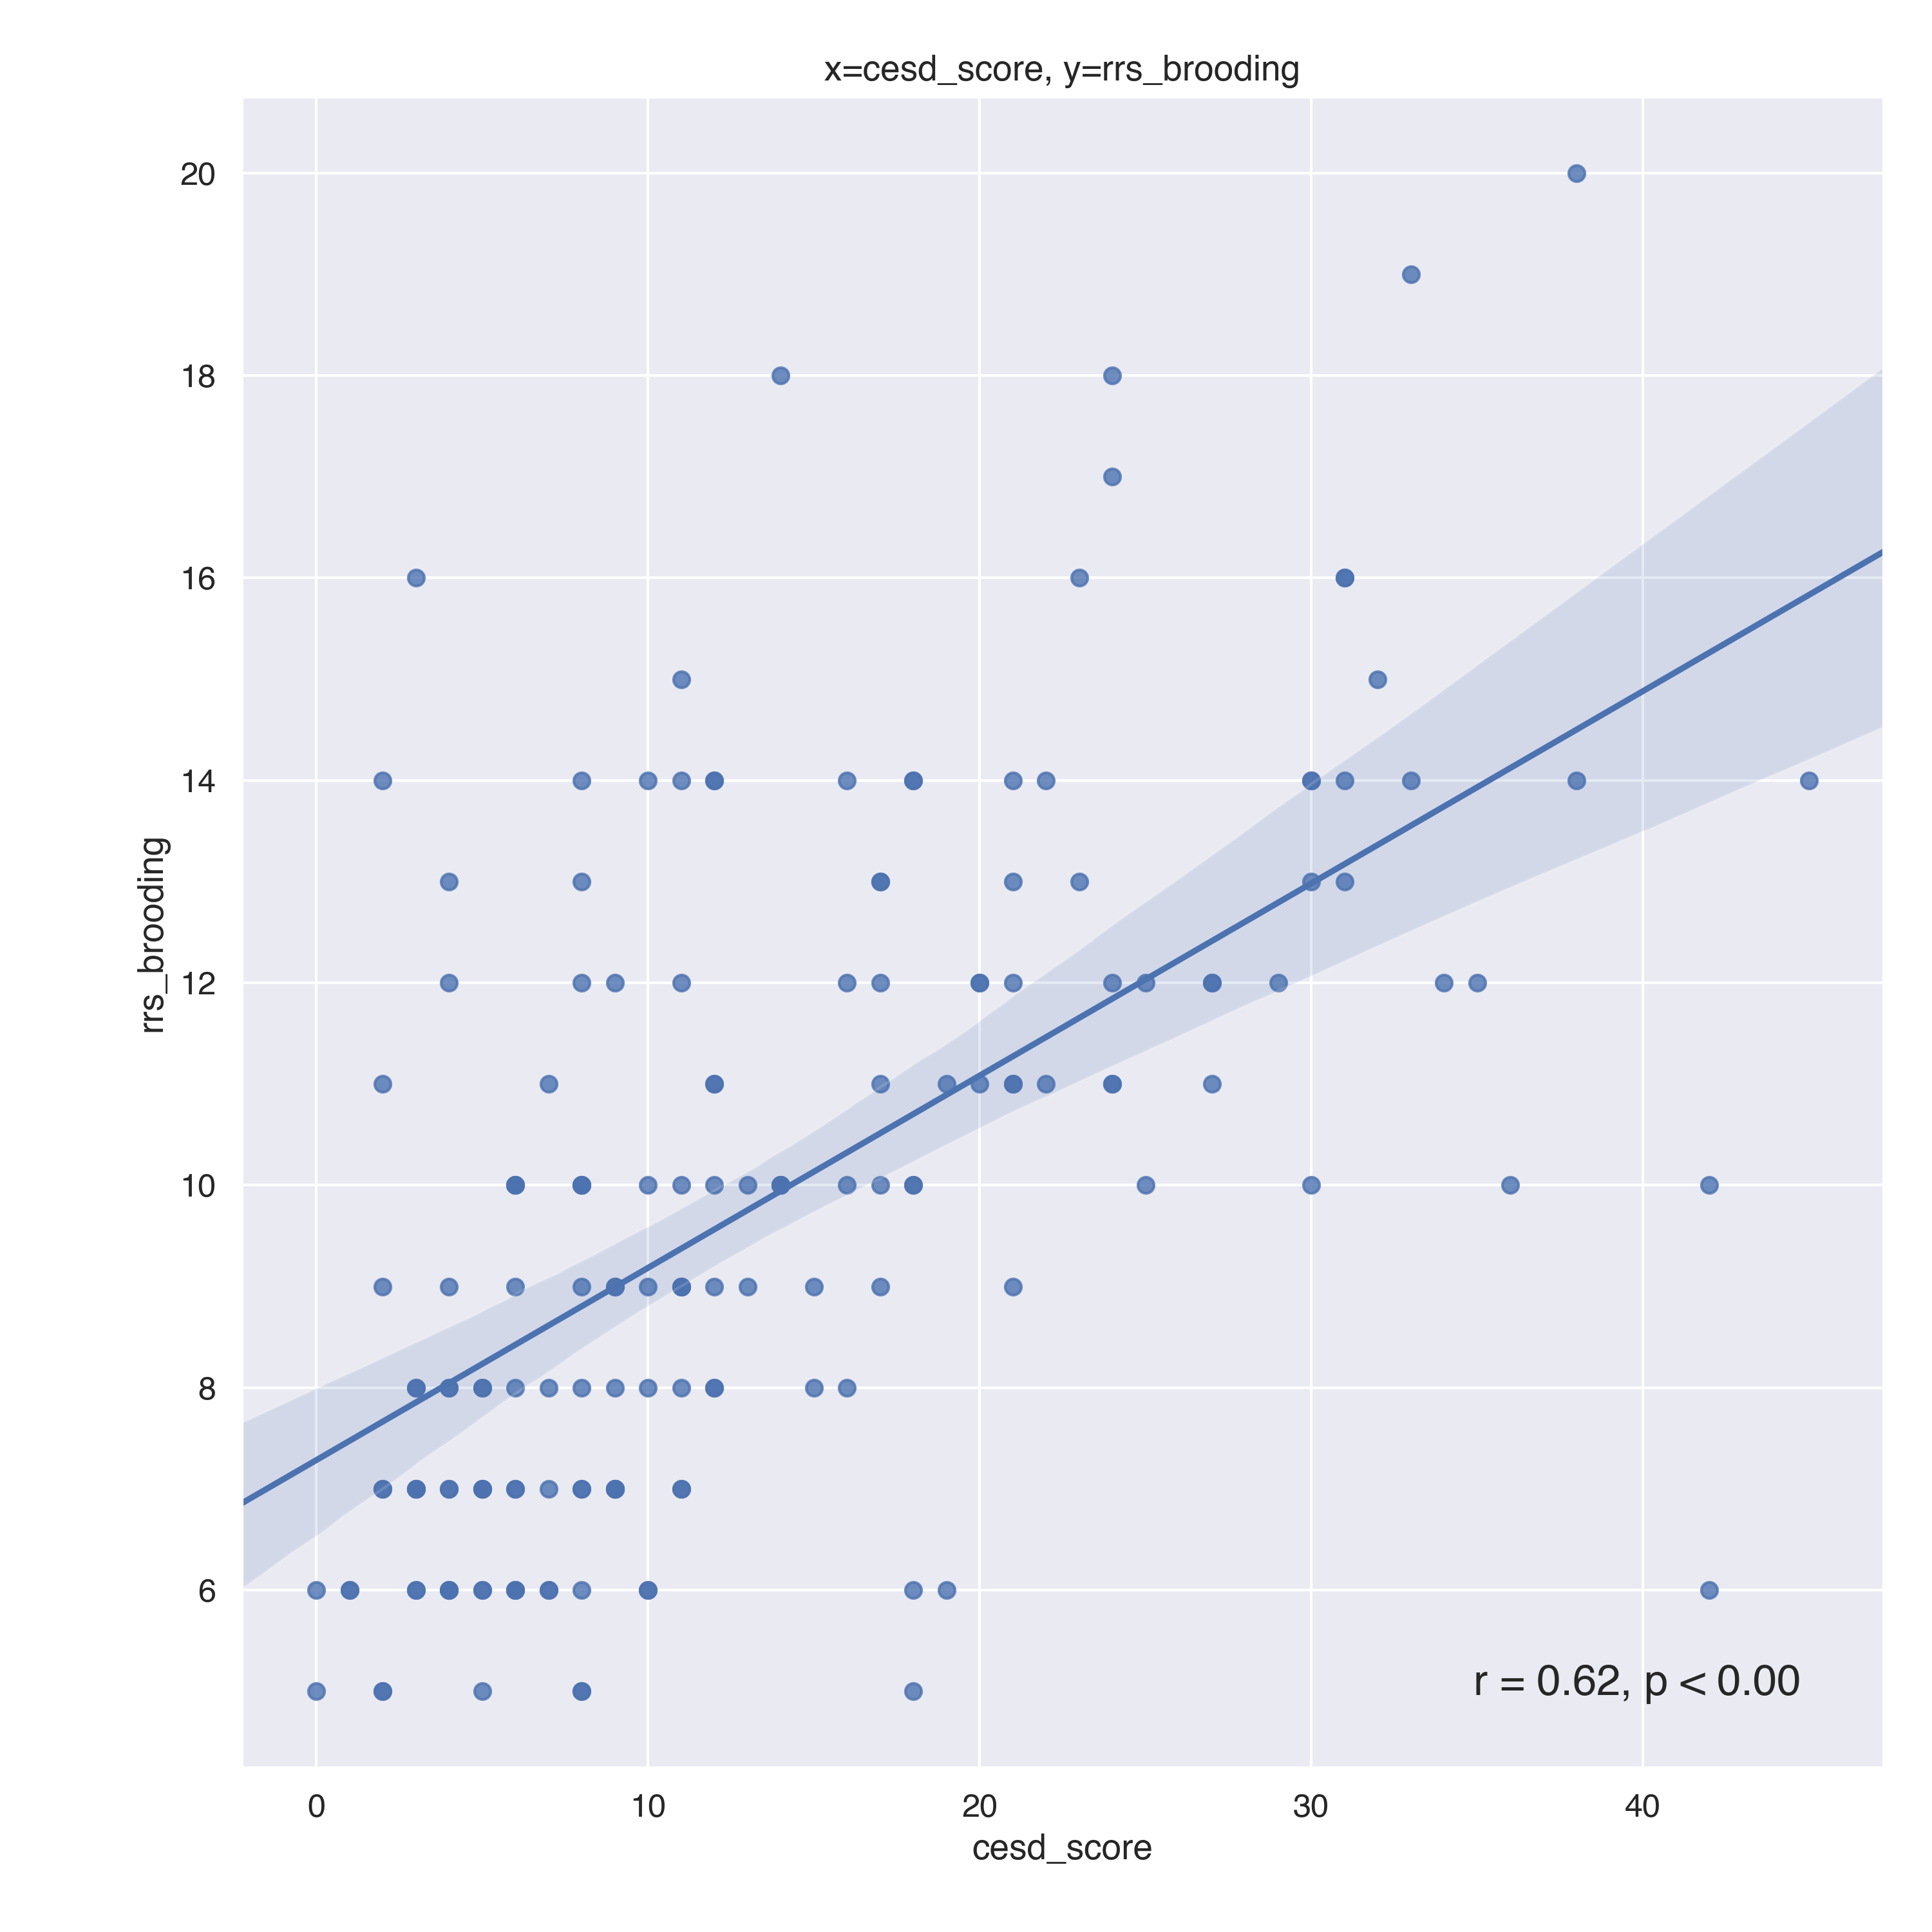 x=cesd_score, y=rrs_brooding
20
18
16
14
12
10
8
6
rrs_brooding
r = 0.62, p < 0.00
0 10 20 30 40
cesd_score